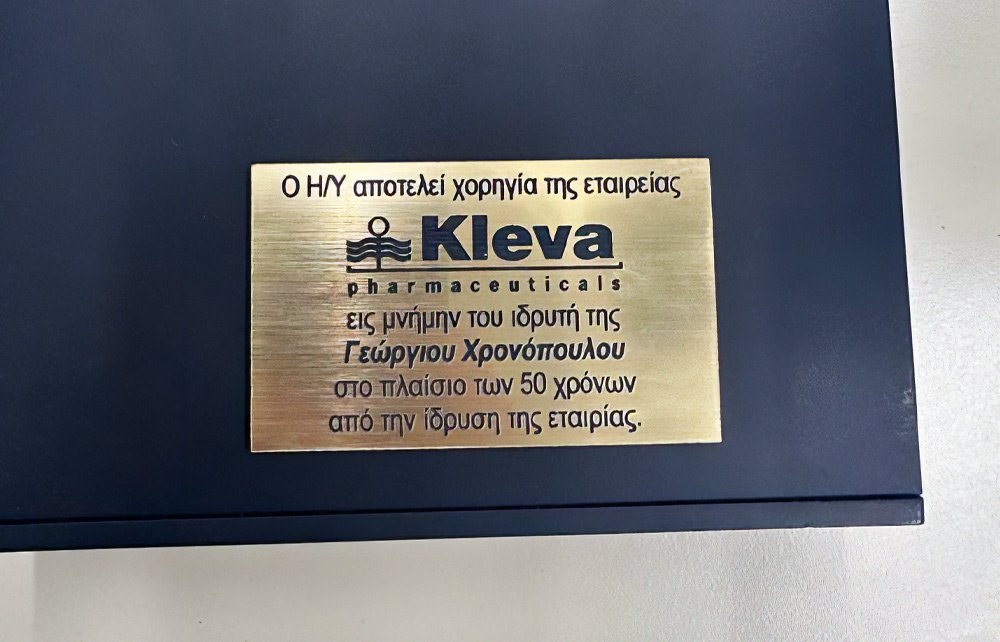 Ο Η/Υ αποτελεί χορηγία της εταιρείας
Kleva
pharmaceuticals
εις μνήμην του ιδρυτή της
Γεώργιου Χρονόπουλου
στο πλαίσιο των 50 χρόνων
από την ίδρυση της εταιρίας.